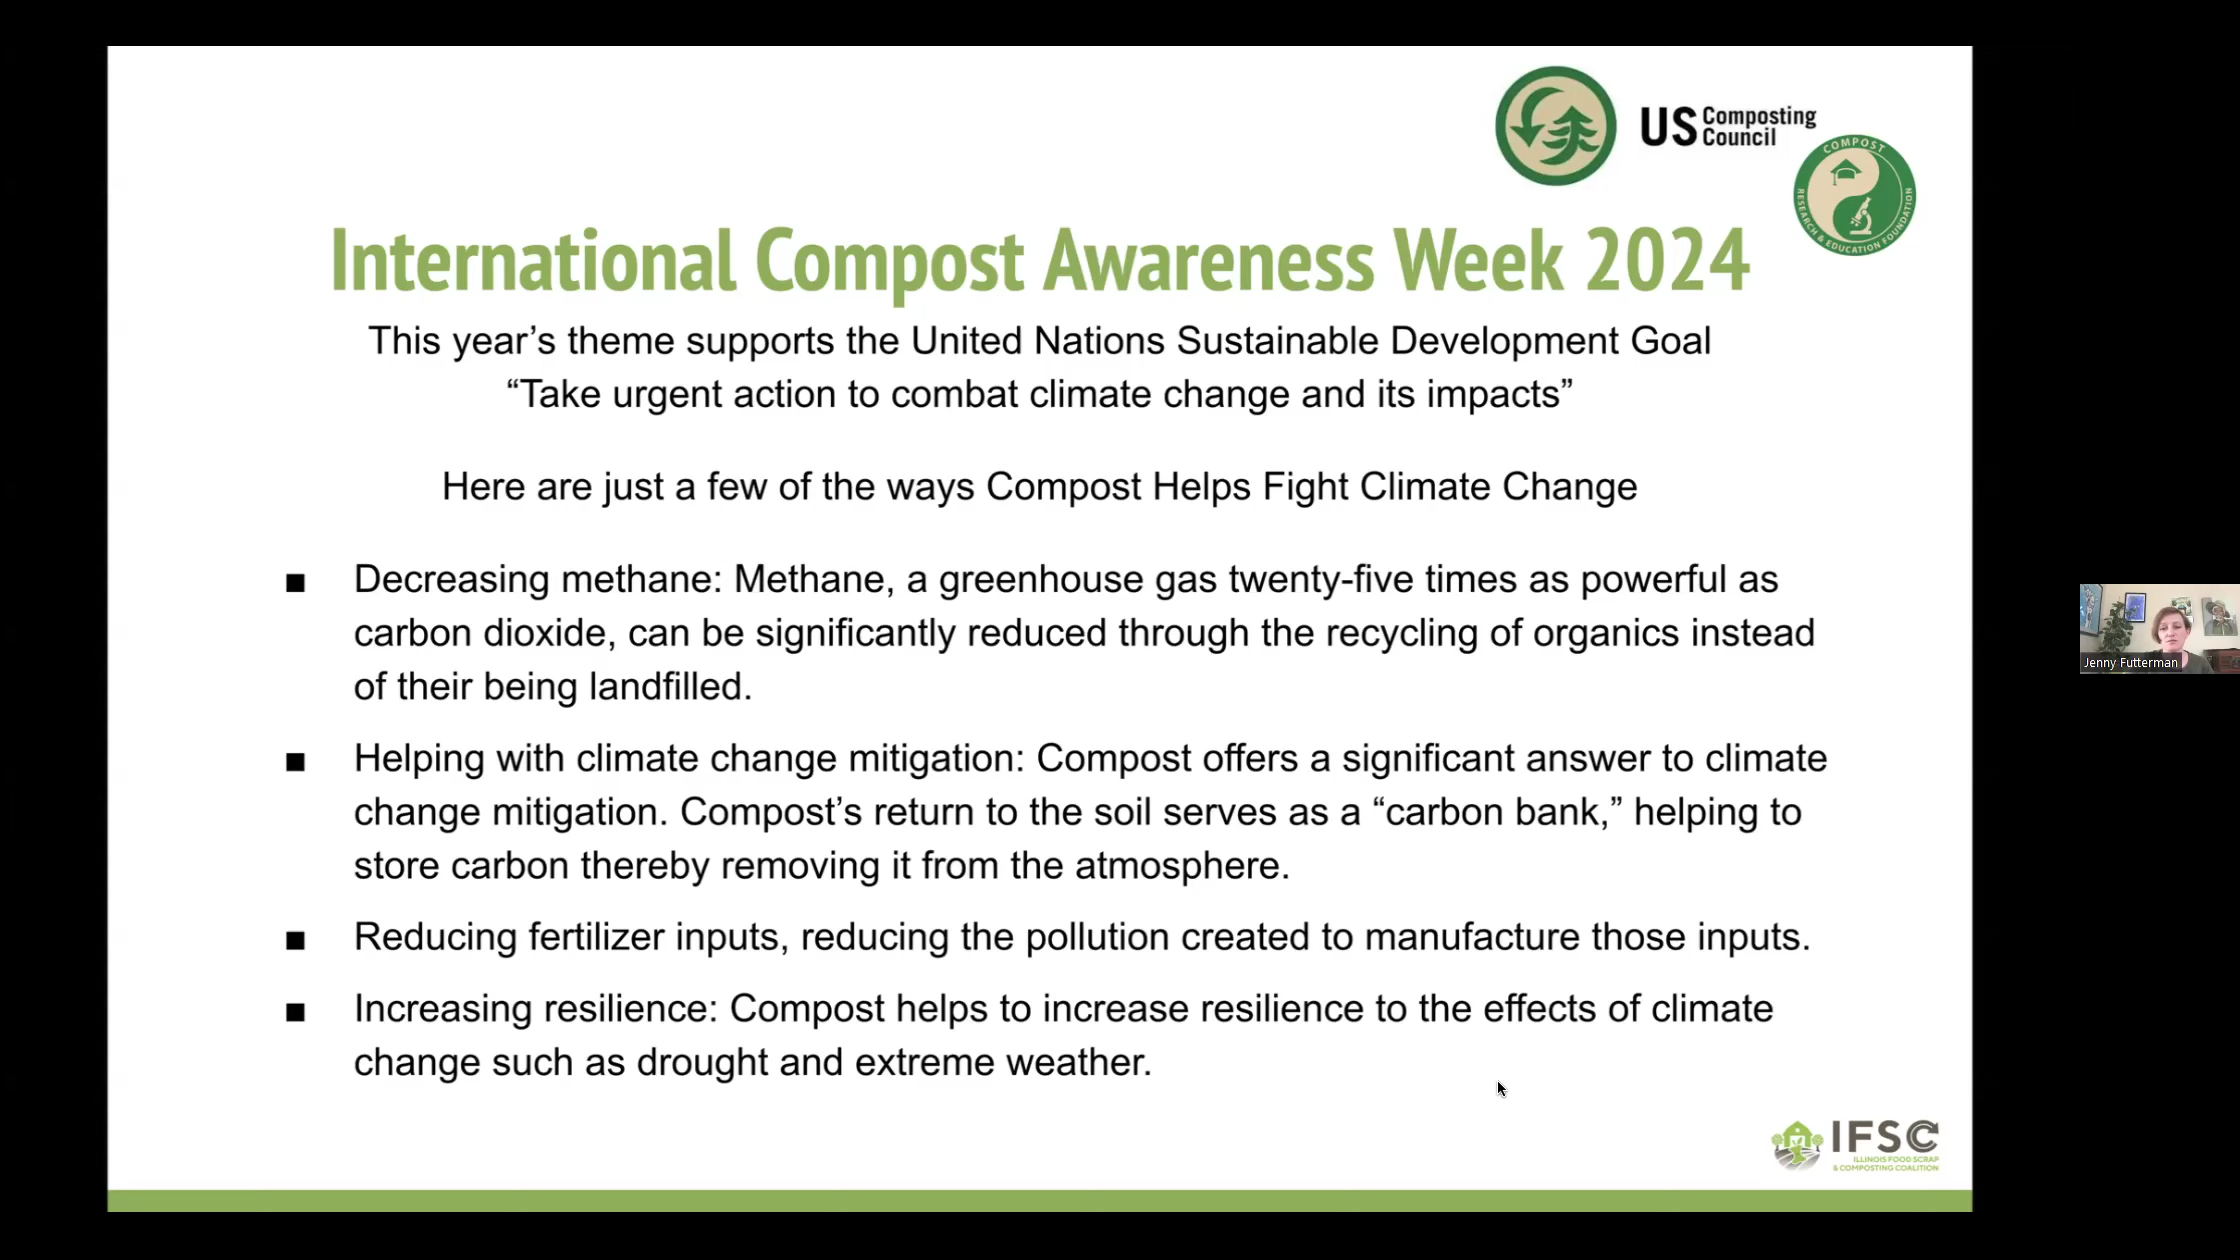 US Composting
Council
COMPOST
RESEARCH & EDUCATION FOUNDATION
International Compost Awareness Week 2024
This year’s theme supports the United Nations Sustainable Development Goal
“Take urgent action to combat climate change and its impacts”
Here are just a few of the ways Compost Helps Fight Climate Change
■ Decreasing methane: Methane, a greenhouse gas twenty-five times as powerful as
carbon dioxide, can be significantly reduced through the recycling of organics instead
of their being landfilled.
■ Helping with climate change mitigation: Compost offers a significant answer to climate
change mitigation. Compost’s return to the soil serves as a “carbon bank,” helping to
store carbon thereby removing it from the atmosphere.
■ Reducing fertilizer inputs, reducing the pollution created to manufacture those inputs.
■ Increasing resilience: Compost helps to increase resilience to the effects of climate
change such as drought and extreme weather.
Jenny Futterman
IFSC
ILLINOIS FOOD SCRAP
& COMPOSTING COALITION